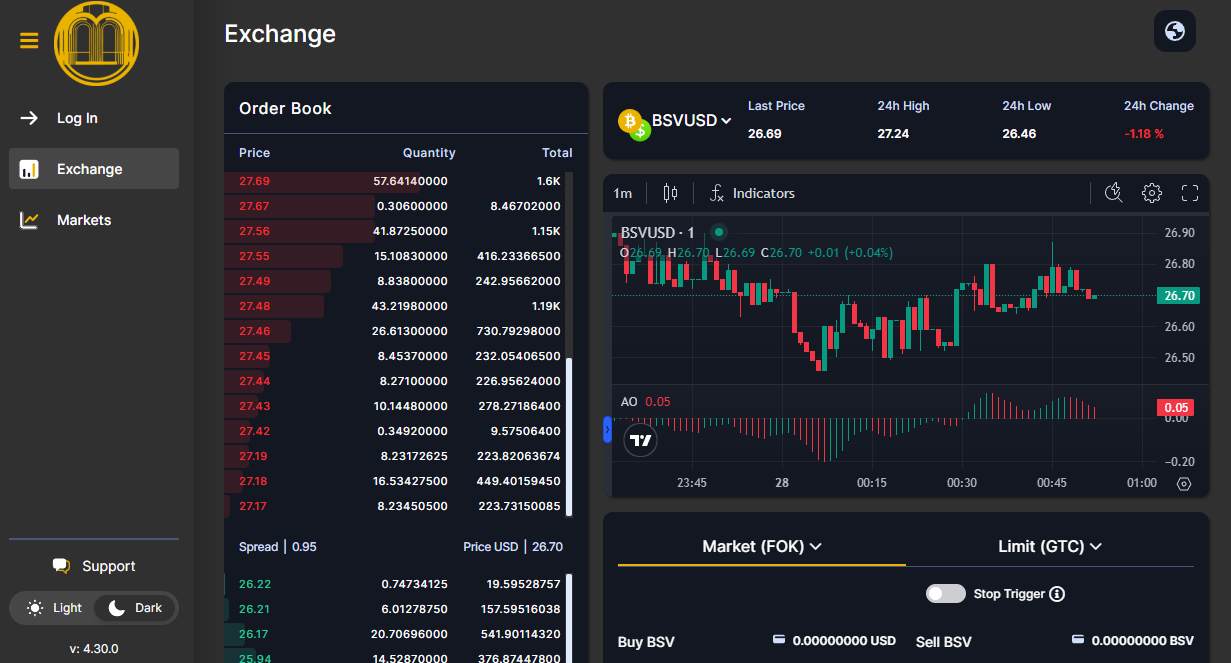 Exchange
Log In
Exchange
Markets
Support
Light Dark
v: 4.30.0
Order Book
Price Quantity Total
27.69 57.64140000 1.6K
27.67 0.30600000 8.46702000
27.56 41.87250000 1.15K
27.55 15.10830000 416.23366500
27.49 8.83800000 242.95662000
27.48 43.21980000 1.19K
27.46 26.61300000 730.79298000
27.45 8.45370000 232.05406500
27.44 8.27100000 226.95624000
27.43 10.14480000 278.27186400
27.42 0.34920000 9.57506400
27.19 8.23172625 223.82063674
27.18 16.53427500 449.40159450
27.17 8.23450500 223.73150085
Spread | 0.95 Price USD | 26.70
26.22 0.74734125 19.59528757
26.21 6.01278750 157.59516038
26.17 20.70696000 541.90114320
25.94 14.52870000 376.87447800
BSVUSD
Last Price 24h High 24h Low 24h Change
26.69 27.24 26.46 -1.18 %
1m Indicators
BSVUSD · 1
O26.69 H26.70 L26.69 C26.70 +0.01 (+0.04%)
26.90
26.80
26.70
26.60
26.50
AO 0.05
0.05
0.00
−0.20
23:45 28 00:15 00:30 00:45 01:00
Market (FOK) Limit (GTC)
Stop Trigger
Buy BSV 0.00000000 USD Sell BSV 0.00000000 BSV